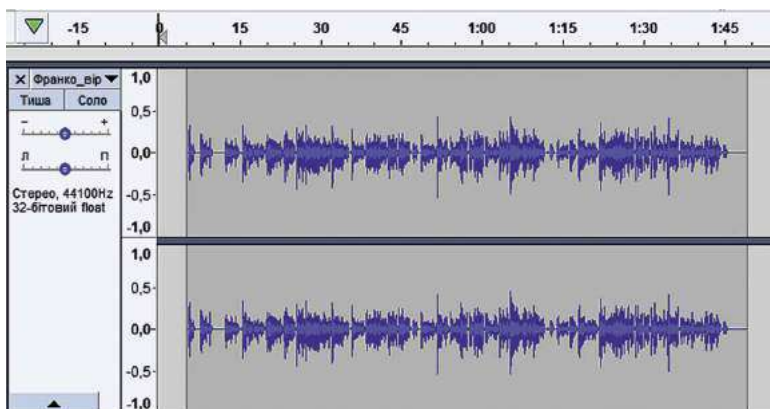 -15 0 15 30 45 1:00 1:15 1:30 1:45
Франко_вір
Тиша Соло
- +
Л П
Стерео, 44100Hz
32-бітовий float
1,0
0,5-
0,0-
-0,5-
-1,0
1,0
0,5-
0,0-
-0,5-
-1,0